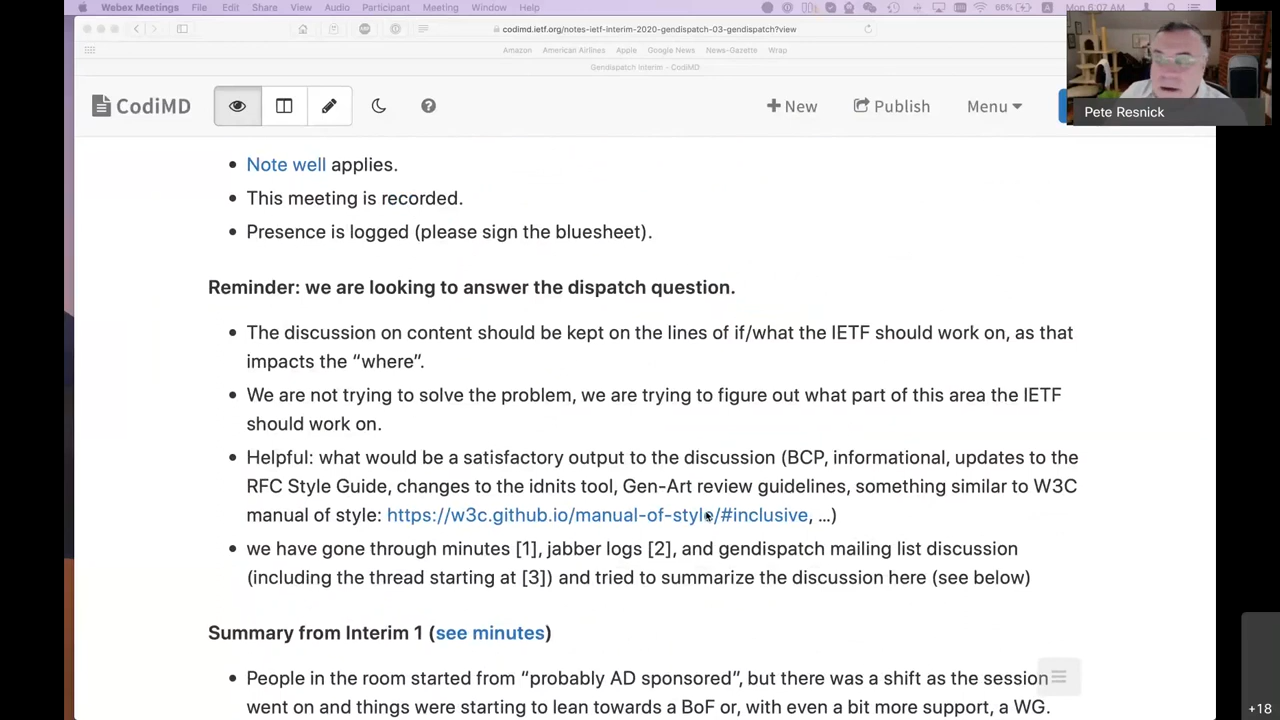 Webex Meetings File Edit Share View Audio Participant Meeting Window Help 66% Mon 6:07 AM
codimd.ietf.org/notes-ietf-interim-2020-gendispatch-03-gendispatch?view
Amazon American Airlines Apple Google News News-Gazette Wrap
Gendispatch Interim - CodiMD
CodiMD
New Publish Menu
Pete Resnick
Note well applies.
This meeting is recorded.
Presence is logged (please sign the bluesheet).
Reminder: we are looking to answer the dispatch question.
The discussion on content should be kept on the lines of if/what the IETF should work on, as that
impacts the “where”.
We are not trying to solve the problem, we are trying to figure out what part of this area the IETF
should work on.
Helpful: what would be a satisfactory output to the discussion (BCP, informational, updates to the
RFC Style Guide, changes to the idnits tool, Gen-Art review guidelines, something similar to W3C
manual of style: https://w3c.github.io/manual-of-style/#inclusive, …)
we have gone through minutes [1], jabber logs [2], and gendispatch mailing list discussion
(including the thread starting at [3]) and tried to summarize the discussion here (see below)
Summary from Interim 1 (see minutes)
People in the room started from “probably AD sponsored”, but there was a shift as the session
went on and things were starting to lean towards a BoF or, with even a bit more support, a WG.
+18